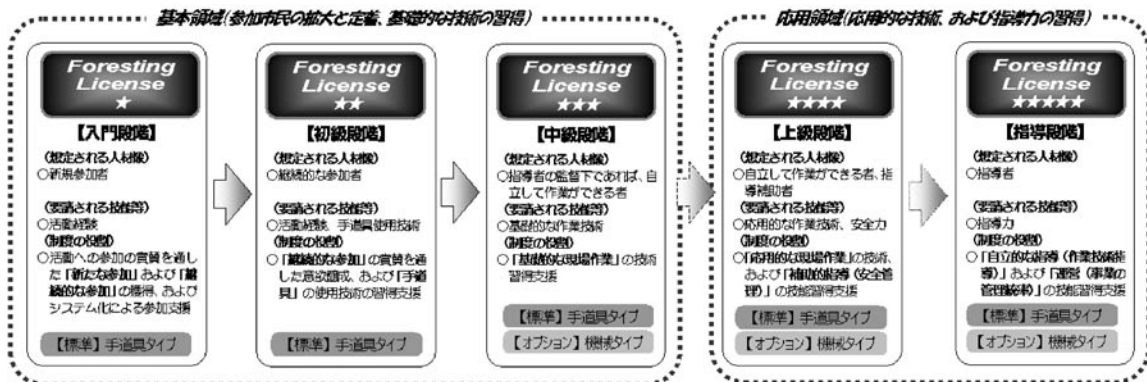 基本領域(参加市民の拡大と定着、基礎的な技術の習得)
Foresting
License
★
【入門段階】
(想定される人材像)
○新規参加者
(要請される技能等)
○活動経験
(制度の役割)
○活動への参加の賞賛を通し
た「新たな参加」および「継
続的な参加」の獲得、および
システム化による参加支援
【標準】手道具タイプ
Foresting
License
★★
【初級段階】
(想定される人材像)
○継続的な参加者
(要請される技能等)
○活動経験、手道具使用技術
(制度の役割)
○「継続的な参加」の賞賛を通
した意欲醸成、および「手道
具」の使用技術の習得支援
【標準】手道具タイプ
Foresting
License
★★★
【中級段階】
(想定される人材像)
○指導者の監督下であれば、自
立して作業ができる者
(要請される技能等)
○基礎的な作業技術
(制度の役割)
○「基礎的な現場作業」の技術
習得支援
【標準】手道具タイプ
【オプション】機械タイプ
応用領域(応用的な技術、および指導力の習得)
Foresting
License
★★★★
【上級段階】
(想定される人材像)
○自立して作業ができる者、指
導補助者
(要請される技能等)
○応用的な作業技術、安全力
(制度の役割)
○「応用的な現場作業」の技術、
および「補助的指導(安全管
理)」の技能習得支援
【標準】手道具タイプ
【オプション】機械タイプ
Foresting
License
★★★★★
【指導段階】
(想定される人材像)
○指導者
(要請される技能等)
○指導力
(制度の役割)
○「自立的な指導(作業技術指
導)」および「運営(事業の
管理統率)」の技能習得支援
【標準】手道具タイプ
【オプション】機械タイプ